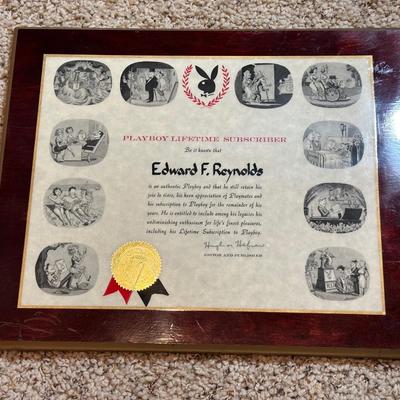 PLAYBOY LIFETIME SUBSCRIBER
Be it known that
Edward F. Reynolds
is an authentic Playboy and that he still retain his
joie de vivre, his keen appreciation of Playmates and
his subscription to Playboy for the remainder of his
years. He is entitled to include among his legacies his
undiminishing enthusiasm for life's finest pleasures,
including his Lifetime Subscription to Playboy.
Hugh M. Hefner
EDITOR AND PUBLISHER